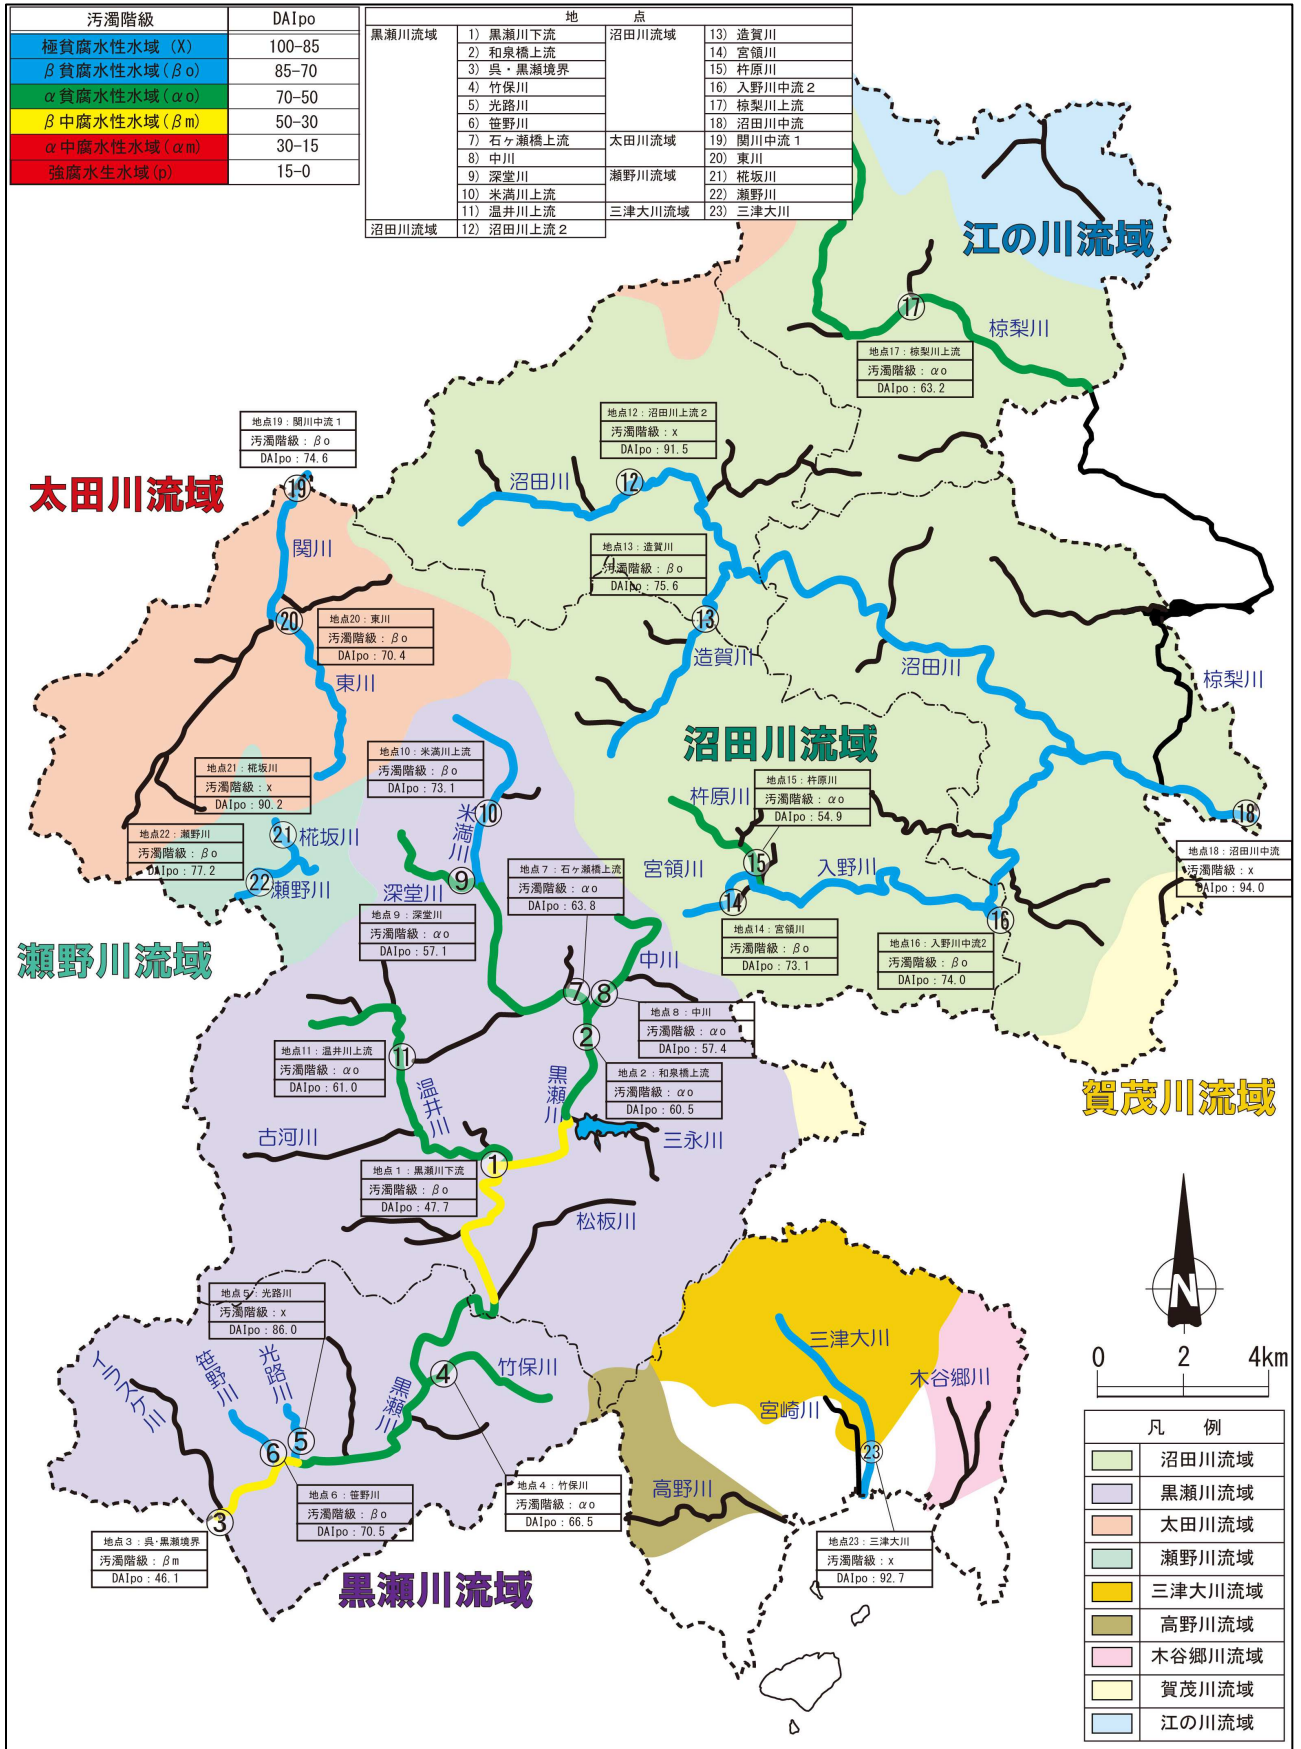 汚濁階級 DAIpo
極貧腐水性水域 (X) 100-85
β貧腐水性水域(βo) 85-70
α貧腐水性水域(αo) 70-50
β中腐水性水域(βm) 50-30
α中腐水性水域(αm) 30-15
強腐水生水域(p) 15-0
地 点
黒瀬川流域 1) 黒瀬川下流 沼田川流域 13) 造賀川
2) 和泉橋上流 14) 宮領川
3) 呉・黒瀬境界 15) 杵原川
4) 竹保川 16) 入野川中流2
5) 光路川 17) 椋梨川上流
6) 笹野川 18) 沼田川中流
7) 石ヶ瀬橋上流 太田川流域 19) 関川中流1
8) 中川 20) 東川
9) 深堂川 瀬野川流域 21) 椛坂川
10) 米満川上流 22) 瀬野川
11) 温井川上流 三津大川流域 23) 三津大川
沼田川流域 12) 沼田川上流2
江の川流域
17
椋梨川
地点17:椋梨川上流
汚濁階級:αo
DAIpo:63.2
地点19:関川中流1
汚濁階級:βo
DAIpo:74.6
地点12:沼田川上流2
汚濁階級:x
DAIpo:91.5
太田川流域
19
沼田川
12
関川
地点13:造賀川
汚濁階級:βo
DAIpo:75.6
20
地点20:東川
汚濁階級:βo
DAIpo:70.4
13
造賀川
沼田川
東川
椋梨川
沼田川流域
地点10:米満川上流
汚濁階級:βo
DAIpo:73.1
地点21:椛坂川
汚濁階級:x
DAIpo:90.2
地点15:杵原川
汚濁階級:αo
DAIpo:54.9
杵原川
10
米満川
18
地点22:瀬野川
汚濁階級:βo
DAIpo:77.2
21
椛坂川
地点18:沼田川中流
汚濁階級:x
DAIpo:94.0
地点7:石ヶ瀬橋上流
汚濁階級:αo
DAIpo:63.8
15
宮領川
入野川
22
瀬野川
9
深堂川
14
16
地点9:深堂川
汚濁階級:αo
DAIpo:57.1
地点14:宮領川
汚濁階級:βo
DAIpo:73.1
地点16:入野川中流2
汚濁階級:βo
DAIpo:74.0
瀬野川流域
中川
7
8
地点8:中川
汚濁階級:αo
DAIpo:57.4
2
地点11:温井川上流
汚濁階級:αo
DAIpo:61.0
11
地点2:和泉橋上流
汚濁階級:αo
DAIpo:60.5
黒瀬川
温井川
賀茂川流域
古河川
三永川
地点1:黒瀬川下流
汚濁階級:βo
DAIpo:47.7
1
松板川
地点5:光路川
汚濁階級:x
DAIpo:86.0
N
三津大川
イラスケ川
笹野川
光路川
黒瀬川
4
竹保川
宮崎川
木谷郷川
0 2 4km
5
6
23
地点6:笹野川
汚濁階級:βo
DAIpo:70.5
地点4:竹保川
汚濁階級:αo
DAIpo:66.5
高野川
3
地点3:呉・黒瀬境界
汚濁階級:βm
DAIpo:46.1
地点23:三津大川
汚濁階級:x
DAIpo:92.7
黒瀬川流域
凡 例
沼田川流域
黒瀬川流域
太田川流域
瀬野川流域
三津大川流域
高野川流域
木谷郷川流域
賀茂川流域
江の川流域